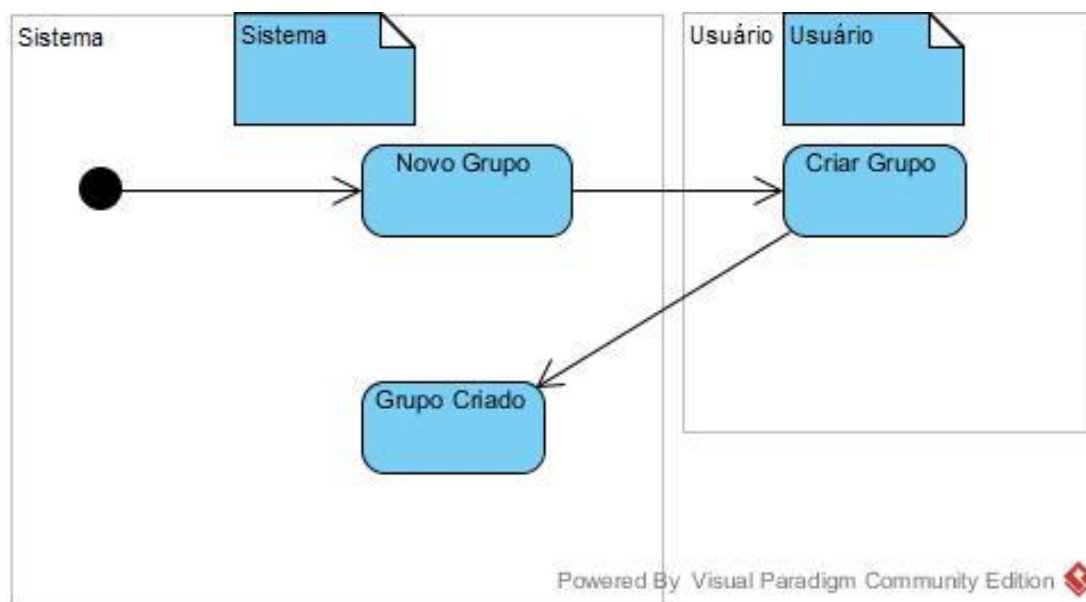 Sistema
Sistema
Usuário
Usuário
Novo Grupo
Criar Grupo
Grupo Criado
Powered By Visual Paradigm Community Edition